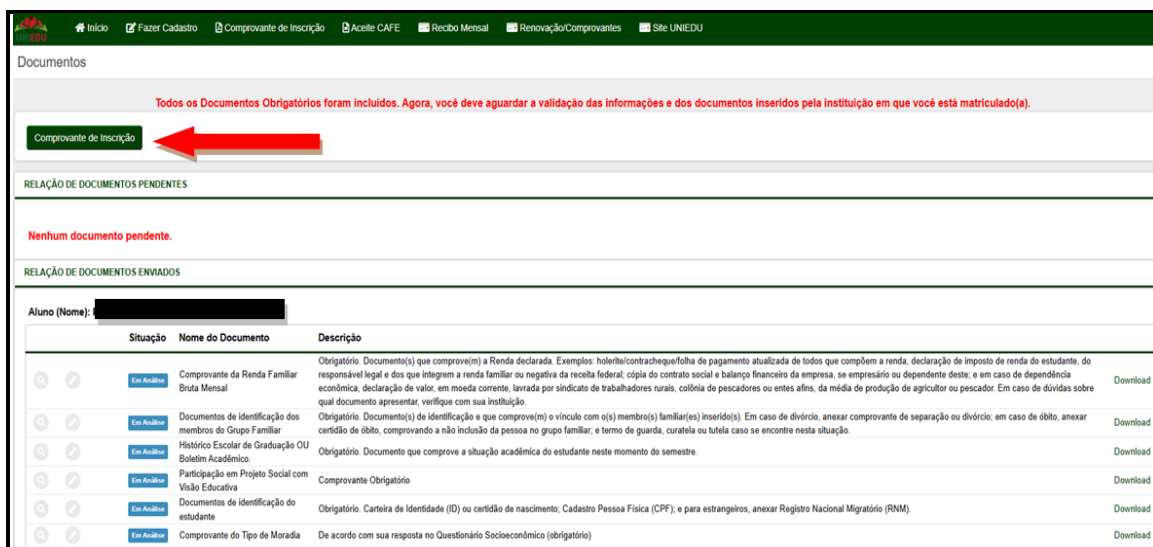 UNIEDU
Início Fazer Cadastro Comprovante de Inscrição Aceite CAFE Recibo Mensal Renovação/Comprovantes Site UNIEDU
Documentos
Todos os Documentos Obrigatórios foram incluídos. Agora, você deve aguardar a validação das informações e dos documentos inseridos pela instituição em que você está matriculado(a).
Comprovante de Inscrição
RELAÇÃO DE DOCUMENTOS PENDENTES
Nenhum documento pendente.
RELAÇÃO DE DOCUMENTOS ENVIADOS
Aluno (Nome):
Situação Nome do Documento Descrição
Em Análise
Comprovante da Renda Familiar
Bruta Mensal
Obrigatório. Documento(s) que comprove(m) a Renda declarada. Exemplos: holerite/contracheque/folha de pagamento atualizada de todos que compõem a renda, declaração de imposto de renda do estudante, do
responsável legal e dos que integrem a renda familiar ou negativa da receita federal; cópia do contrato social e balanço financeiro da empresa, se empresário ou dependente deste; e em caso de dependência
econômica, declaração de valor, em moeda corrente, lavrada por sindicato de trabalhadores rurais, colônia de pescadores ou entes afins, da média de produção de agricultor ou pescador. Em caso de dúvidas sobre
qual documento apresentar, verifique com sua instituição.
Download
Em Análise
Documentos de identificação dos
membros do Grupo Familiar
Obrigatório. Documento(s) de identificação e que comprove(m) o vínculo com o(s) membro(s) familiar(es) inserido(s). Em caso de divórcio, anexar comprovante de separação ou divórcio; em caso de óbito, anexar
certidão de óbito, comprovando a não inclusão da pessoa no grupo familiar; e termo de guarda, curatela ou tutela caso se encontre nesta situação.
Download
Em Análise
Histórico Escolar de Graduação OU
Boletim Acadêmico.
Obrigatório. Documento que comprove a situação acadêmica do estudante neste momento do semestre.
Download
Em Análise
Participação em Projeto Social com
Visão Educativa
Comprovante Obrigatório
Download
Em Análise
Documentos de identificação do
estudante
Obrigatório. Carteira de Identidade (ID) ou certidão de nascimento; Cadastro Pessoa Física (CPF); e para estrangeiros, anexar Registro Nacional Migratório (RNM).
Download
Em Análise
Comprovante do Tipo de Moradia
De acordo com sua resposta no Questionário Socioeconômico (obrigatório)
Download